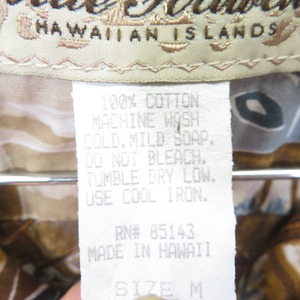 HAWAIIAN ISLANDS
100% COTTON
MACHINE WASH
COLD, MILD SOAP.
DO NOT BLEACH.
TUMBLE DRY LOW.
USE COOL IRON.
RN# 85143
MADE IN HAWAII
SIZE M